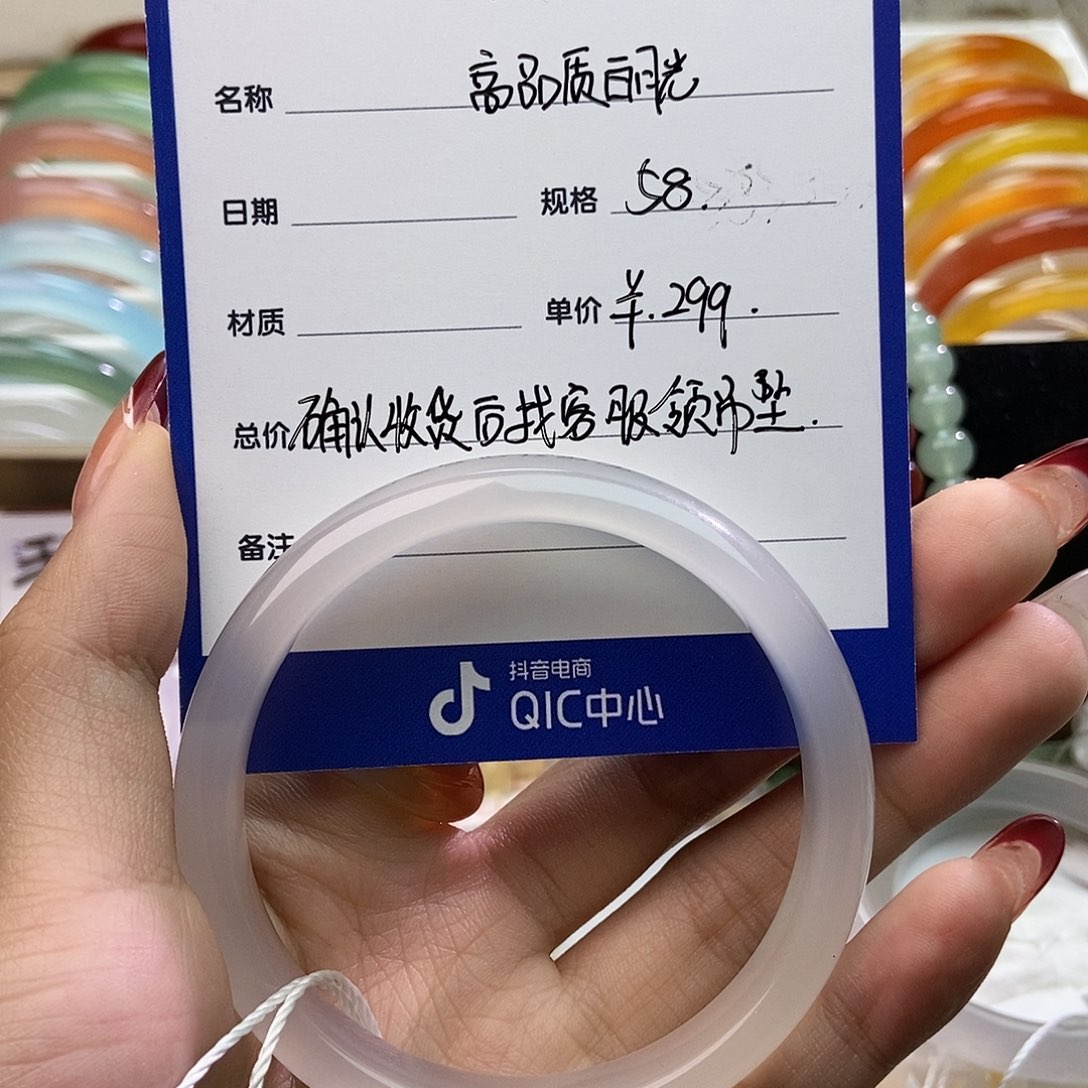 名称 高品质白月光
日期 规格 58.
材质 单价 ¥.299.
总价 确认收货后找客服领吊坠.
备注
抖音电商
QIC中心